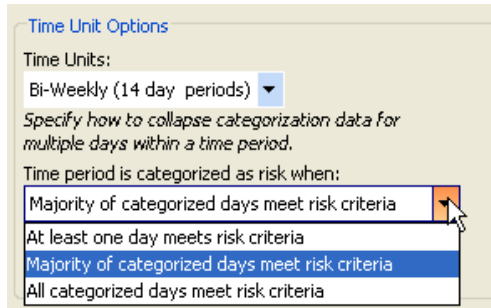 Time Unit Options
Time Units:
Bi-Weekly (14 day periods)
Specify how to collapse categorization data for
multiple days within a time period.
Time period is categorized as risk when:
Majority of categorized days meet risk criteria
At least one day meets risk criteria
Majority of categorized days meet risk criteria
All categorized days meet risk criteria